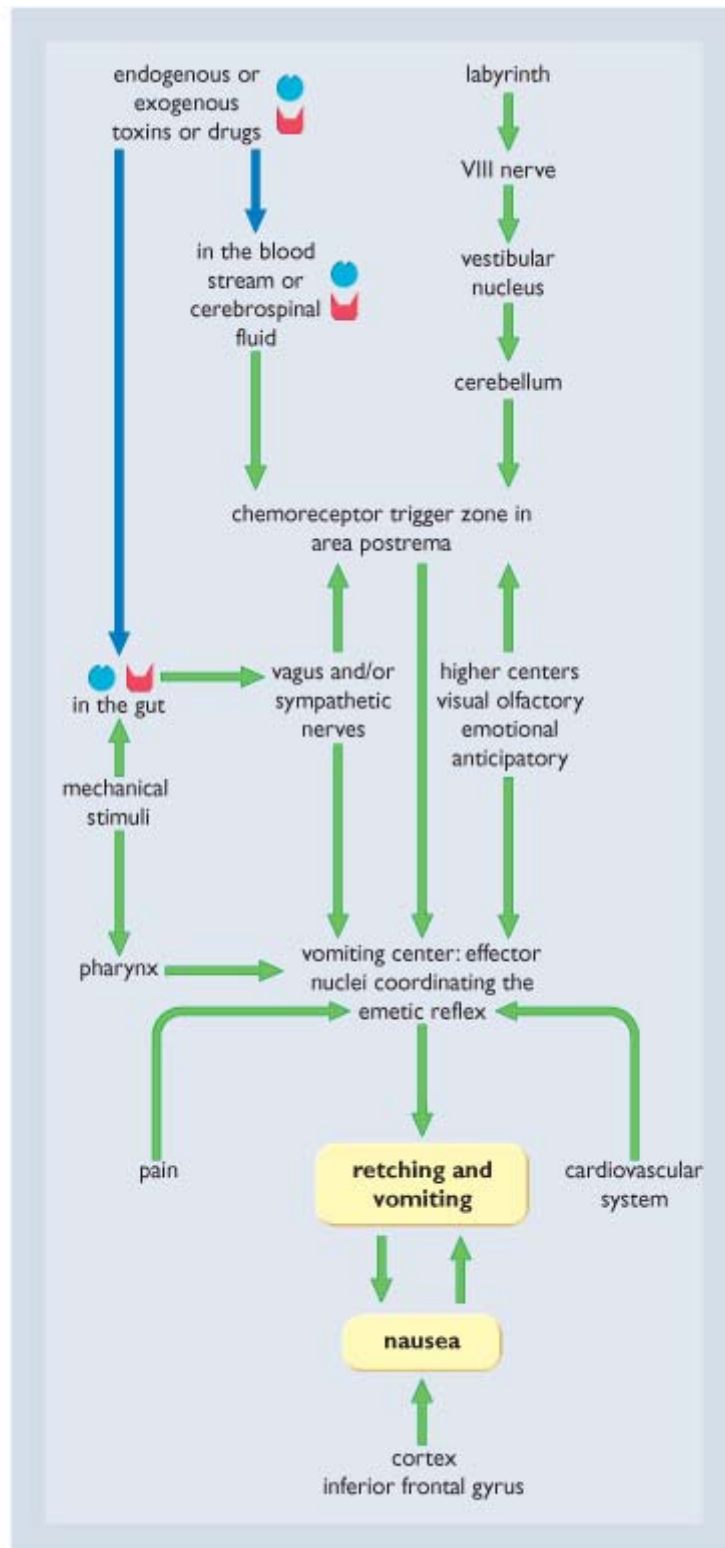 endogenous or
exogenous
toxins or drugs
labyrinth
VIII nerve
in the blood
stream or
cerebrospinal
fluid
vestibular
nucleus
cerebellum
chemoreceptor trigger zone in
area postrema
in the gut
vagus and/or
sympathetic
nerves
higher centers
visual olfactory
emotional
anticipatory
mechanical
stimuli
pharynx
vomiting center: effector
nuclei coordinating the
emetic reflex
pain
retching and
vomiting
cardiovascular
system
nausea
cortex
inferior frontal gyrus